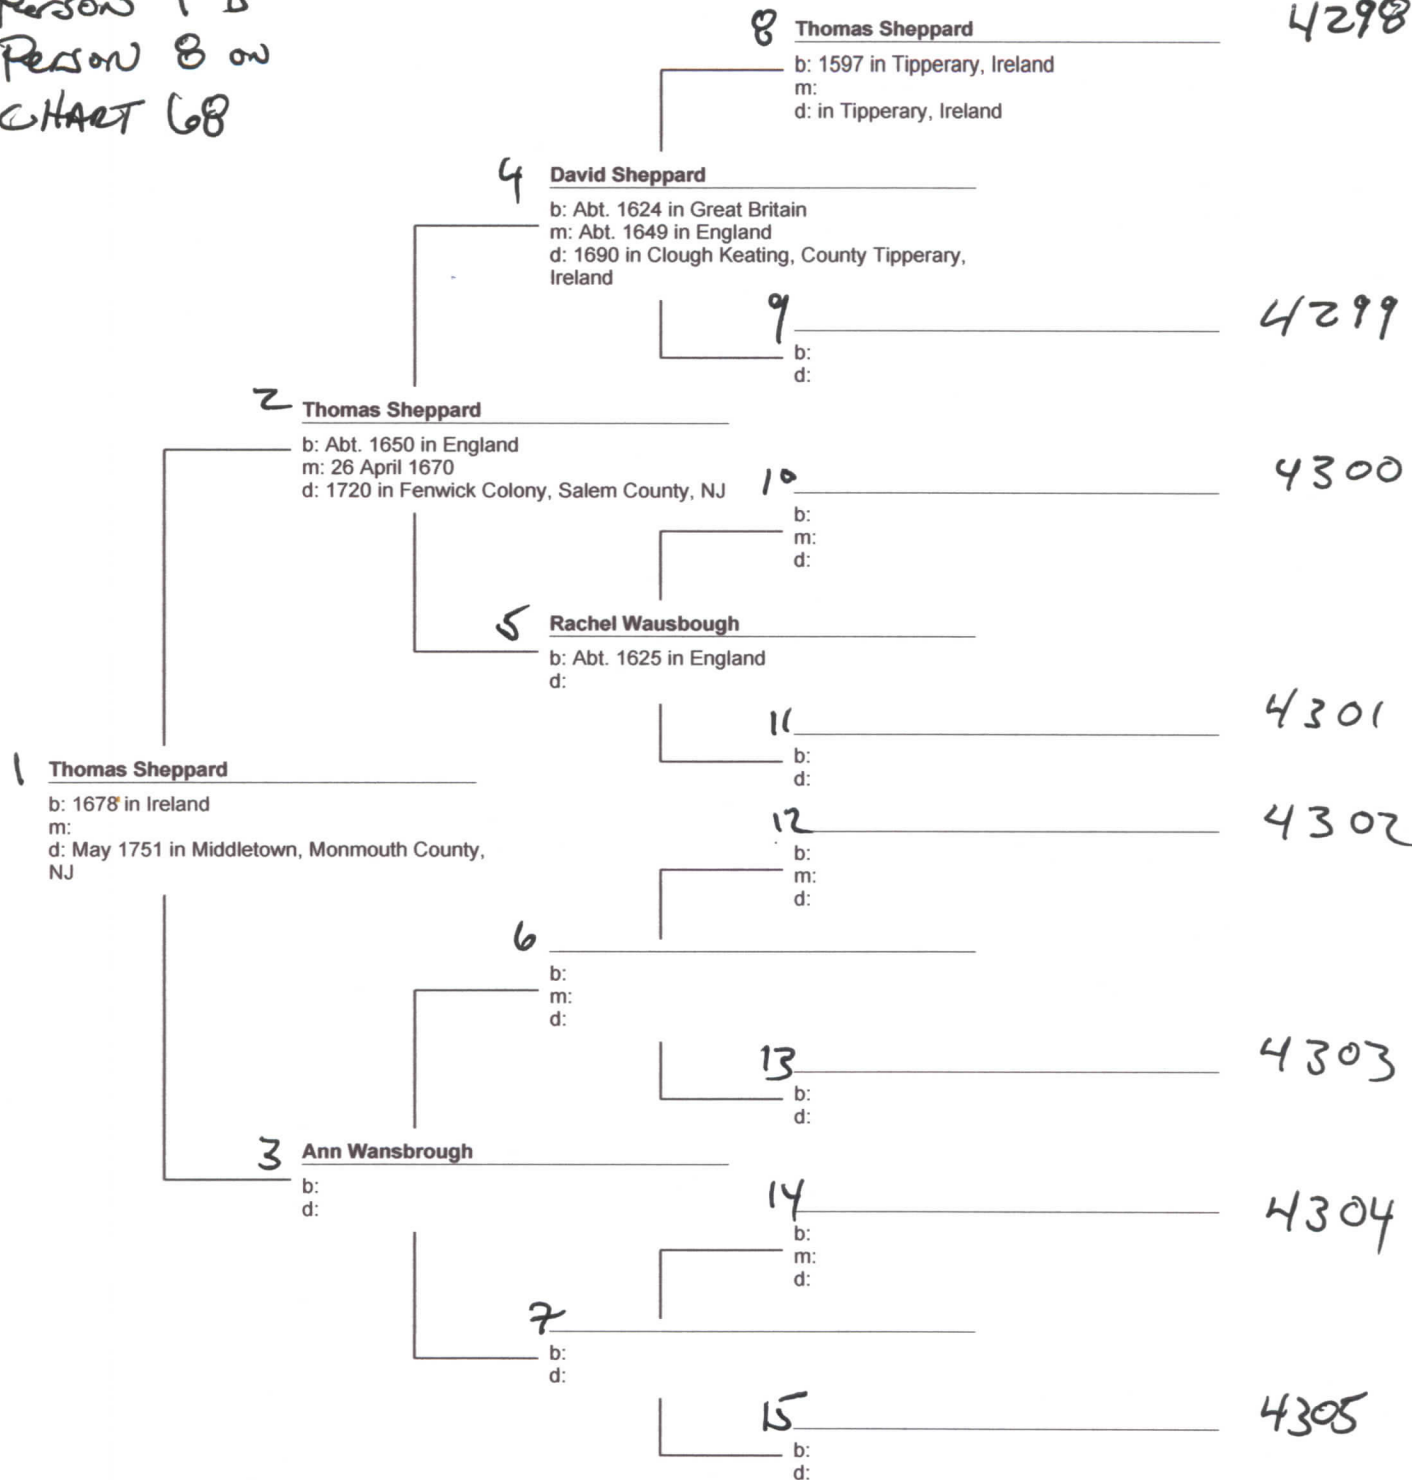 Person 1 is
Person 8 on
CHART 68
8 Thomas Sheppard 4298
b: 1597 in Tipperary, Ireland
m:
d: in Tipperary, Ireland
4 David Sheppard
b: Abt. 1624 in Great Britain
m: Abt. 1649 in England
d: 1690 in Clough Keating, County Tipperary,
Ireland
9 4299
b:
d:
2 Thomas Sheppard
b: Abt. 1650 in England
m: 26 April 1670
d: 1720 in Fenwick Colony, Salem County, NJ
10 4300
b:
m:
d:
5 Rachel Wausbough
b: Abt. 1625 in England
d:
11 4301
b:
d:
1 Thomas Sheppard
b: 1678 in Ireland
m:
d: May 1751 in Middletown, Monmouth County,
NJ
12 4302
b:
m:
d:
6
b:
m:
d:
13 4303
b:
d:
3 Ann Wansbrough
b:
d:
14 4304
b:
m:
d:
7
b:
d:
15 4305
b:
d: